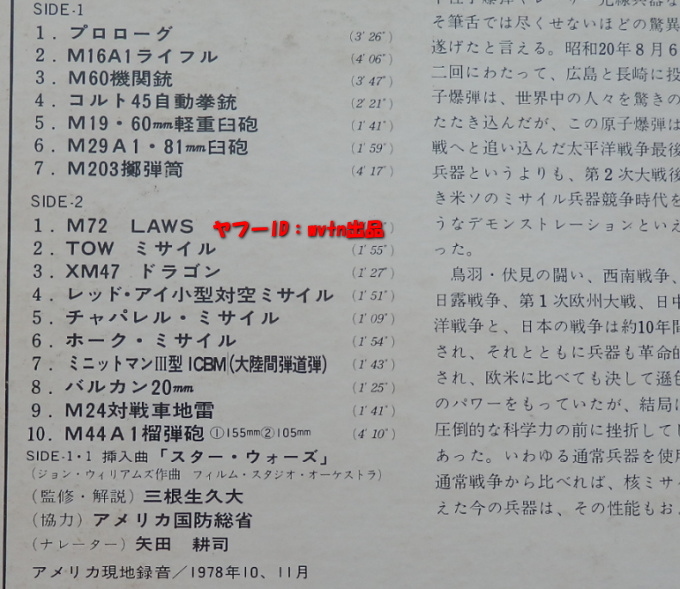 SIDE-1
1. プロローグ (3′26″)
2. M16A1ライフル (4′06″)
3. M60機関銃 (3′47″)
4. コルト45自動拳銃 (2′21″)
5. M19・60mm軽重臼砲 (1′41″)
6. M29A1・81mm臼砲 (1′59″)
7. M203擲弾筒 (4′17″)
SIDE-2
1. M72 LAWS
ヤフーID：wvtn出品
2. TOW ミサイル (1′55″)
3. XM47 ドラゴン (1′27″)
4. レッド・アイ小型対空ミサイル (1′51″)
5. チャパレル・ミサイル (1′09″)
6. ホーク・ミサイル (1′54″)
7. ミニットマンⅢ型ICBM(大陸間弾道弾) (1′43″)
8. バルカン20mm (1′25″)
9. M24対戦車地雷 (1′41″)
10. M44A1榴弾砲 ①155mm②105mm (4′10″)
SIDE-1・1 挿入曲「スター・ウォーズ」
(ジョン・ウィリアムズ作曲 フィルム・スタジオ・オーケストラ)
(監修・解説) 三根生久大
(協力) アメリカ国防総省
(ナレーター) 矢田 耕司
アメリカ現地録音／1978年10、11月
そ筆舌では尽くせないほどの驚異
遂げたと言える。昭和20年8月6
二回にわたって、広島と長崎に投
子爆弾は、世界中の人々を驚きの
たたき込んだが、この原子爆弾は
戦へと追い込んだ太平洋戦争最後
兵器というよりも、第2次大戦後
き米ソのミサイル兵器競争時代を
うなデモンストレーションといえ
った。
鳥羽・伏見の闘い、西南戦争、
日露戦争、第1次欧州大戦、日中
洋戦争と、日本の戦争は約10年間
され、それとともに兵器も革命的
され、欧米に比べても決して遜色
のパワーをもっていたが、結局に
圧倒的な科学力の前に挫折してし
あった。いわゆる通常兵器を使用
通常戦争から比べれば、核ミサイ
えた今の兵器は、その性能もお